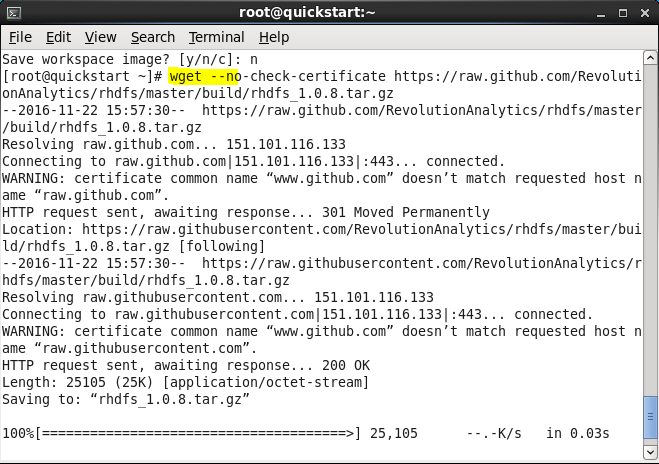 root@quickstart:~
File Edit View Search Terminal Help
Save workspace image? [y/n/c]: n
[root@quickstart ~]# wget --no-check-certificate https://raw.github.com/Revoluti
onAnalytics/rhdfs/master/build/rhdfs_1.0.8.tar.gz
--2016-11-22 15:57:30--  https://raw.github.com/RevolutionAnalytics/rhdfs/master
/build/rhdfs_1.0.8.tar.gz
Resolving raw.github.com... 151.101.116.133
Connecting to raw.github.com|151.101.116.133|:443... connected.
WARNING: certificate common name “www.github.com” doesn’t match requested host n
ame “raw.github.com”.
HTTP request sent, awaiting response... 301 Moved Permanently
Location: https://raw.githubusercontent.com/RevolutionAnalytics/rhdfs/master/bui
ld/rhdfs_1.0.8.tar.gz [following]
--2016-11-22 15:57:30--  https://raw.githubusercontent.com/RevolutionAnalytics/r
hdfs/master/build/rhdfs_1.0.8.tar.gz
Resolving raw.githubusercontent.com... 151.101.116.133
Connecting to raw.githubusercontent.com|151.101.116.133|:443... connected.
WARNING: certificate common name “www.github.com” doesn’t match requested host n
ame “raw.githubusercontent.com”.
HTTP request sent, awaiting response... 200 OK
Length: 25105 (25K) [application/octet-stream]
Saving to: “rhdfs_1.0.8.tar.gz”
100%[======================================>] 25,105      --.-K/s   in 0.03s